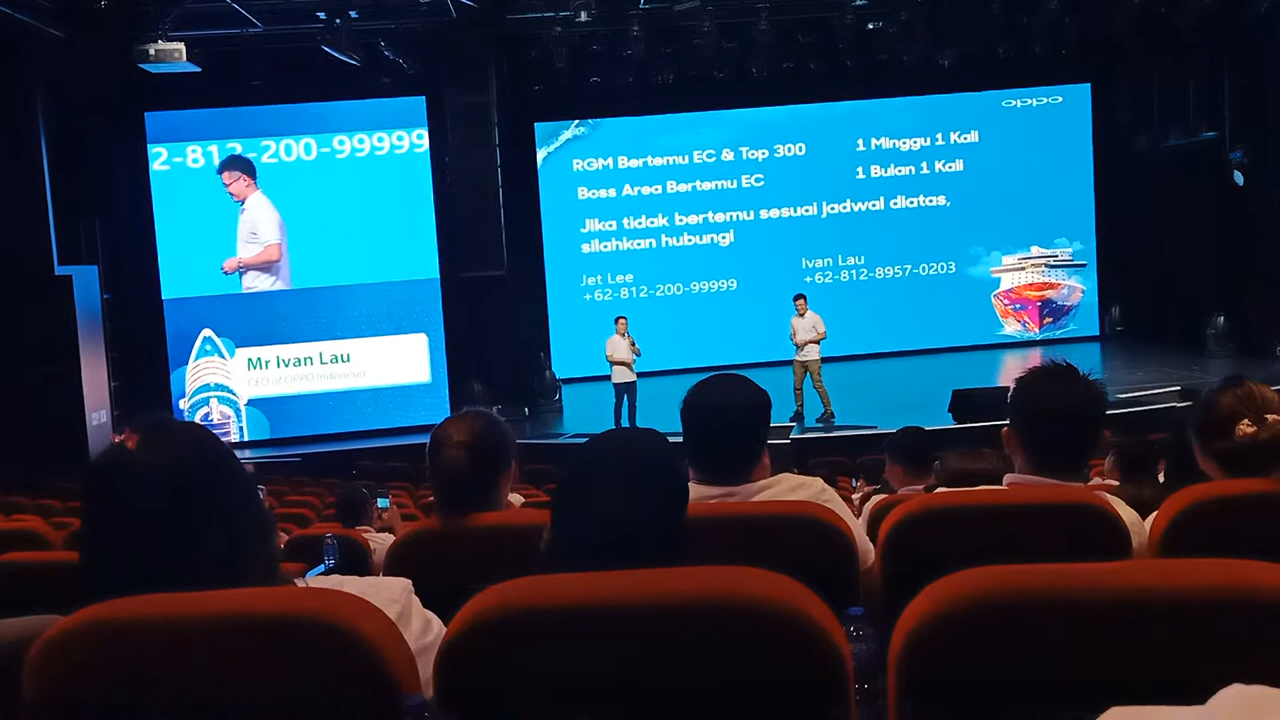 2-812-200-99999
Mr Ivan Lau
CEO of OPPO Indonesia
oppo
RGM Bertemu EC & Top 300 1 Minggu 1 Kali
Boss Area Bertemu EC 1 Bulan 1 Kali
Jika tidak bertemu sesuai jadwal diatas,
silahkan hubungi
Jet Lee Ivan Lau
+62-812-200-99999 +62-812-8957-0203